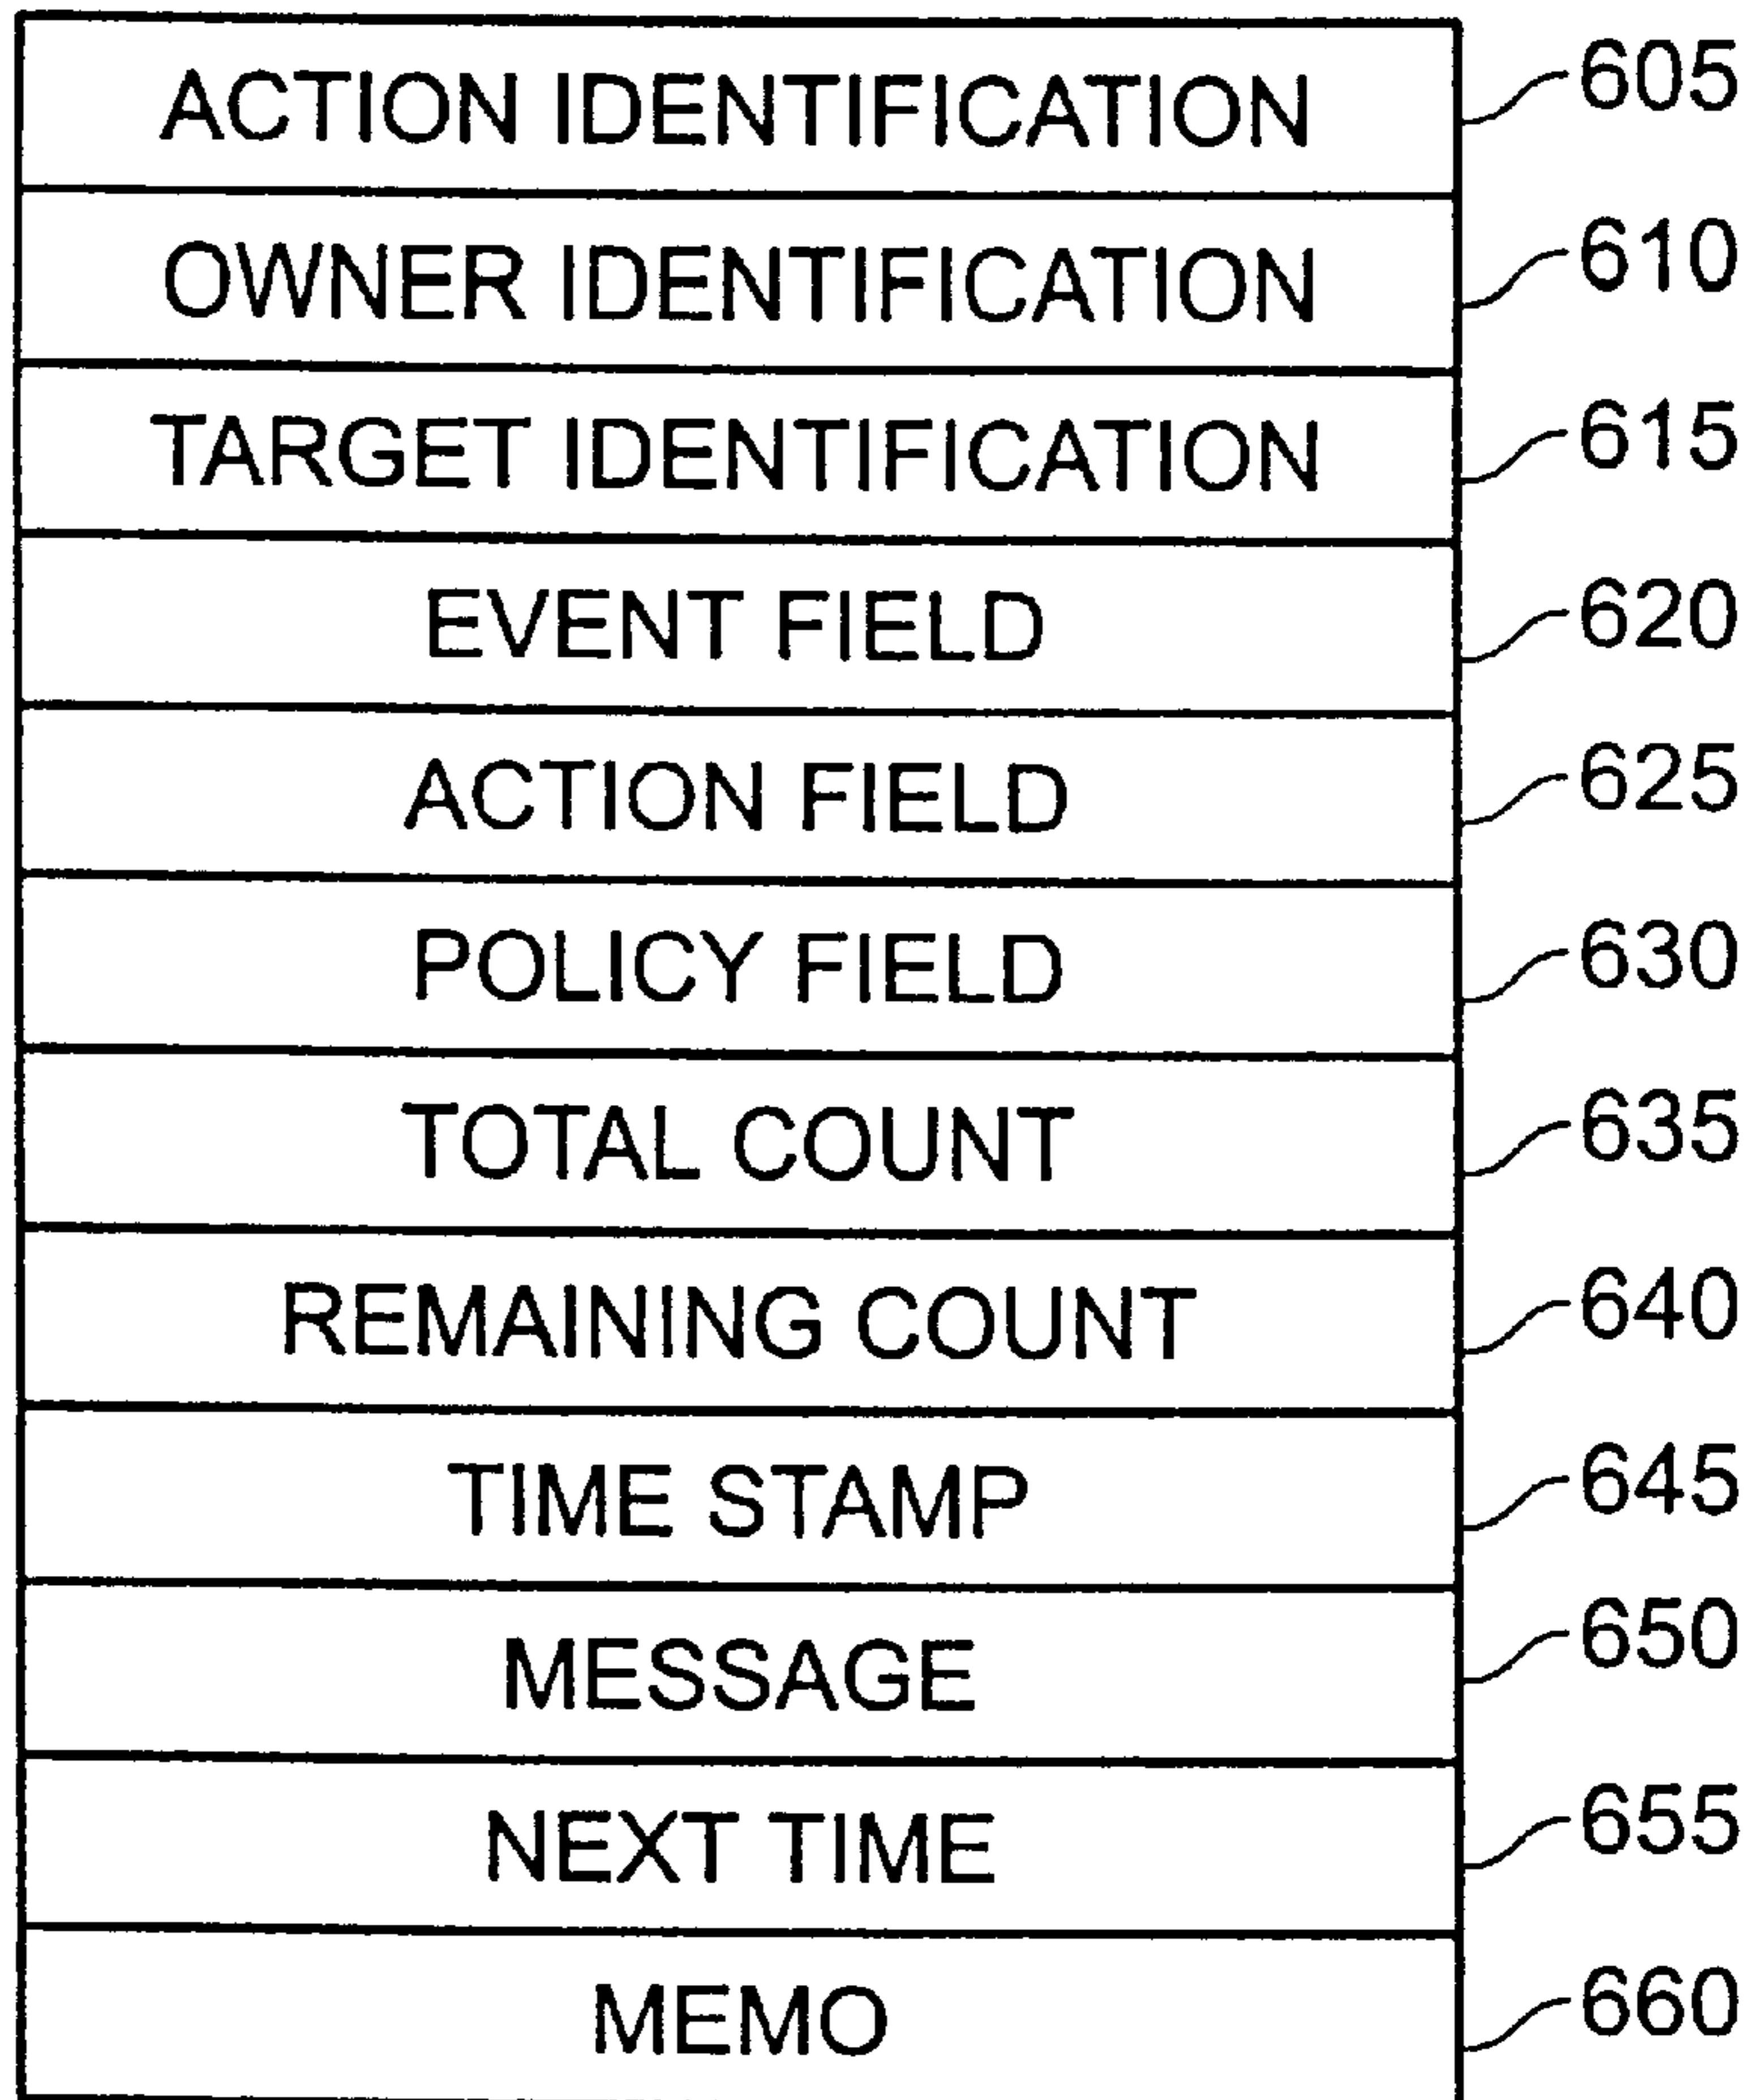 ACTION IDENTIFICATION 605
OWNER IDENTIFICATION 610
TARGET IDENTIFICATION 615
EVENT FIELD 620
ACTION FIELD 625
POLICY FIELD 630
TOTAL COUNT 635
REMAINING COUNT 640
TIME STAMP 645
MESSAGE 650
NEXT TIME 655
MEMO 660